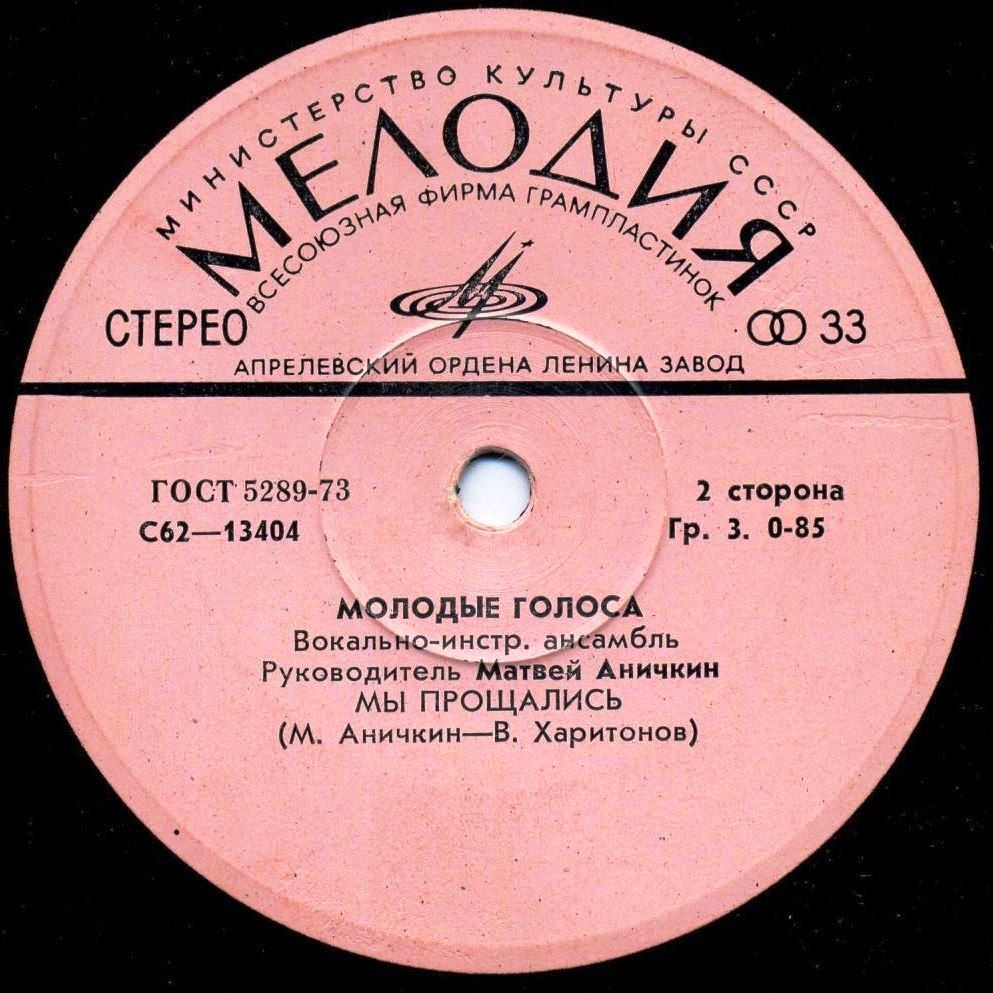 МИНИСТЕРСТВО КУЛЬТУРЫ СССР
МЕЛОДИЯ
ВСЕСОЮЗНАЯ ФИРМА ГРАМПЛАСТИНОК
СТЕРЕО 33
АПРЕЛЕВСКИЙ ОРДЕНА ЛЕНИНА ЗАВОД
ГОСТ 5289-73 2 сторона
С62—13404 Гр. 3. 0-85
МОЛОДЫЕ ГОЛОСА
Вокально-инстр. ансамбль
Руководитель Матвей Аничкин
МЫ ПРОЩАЛИСЬ
(М. Аничкин—В. Харитонов)